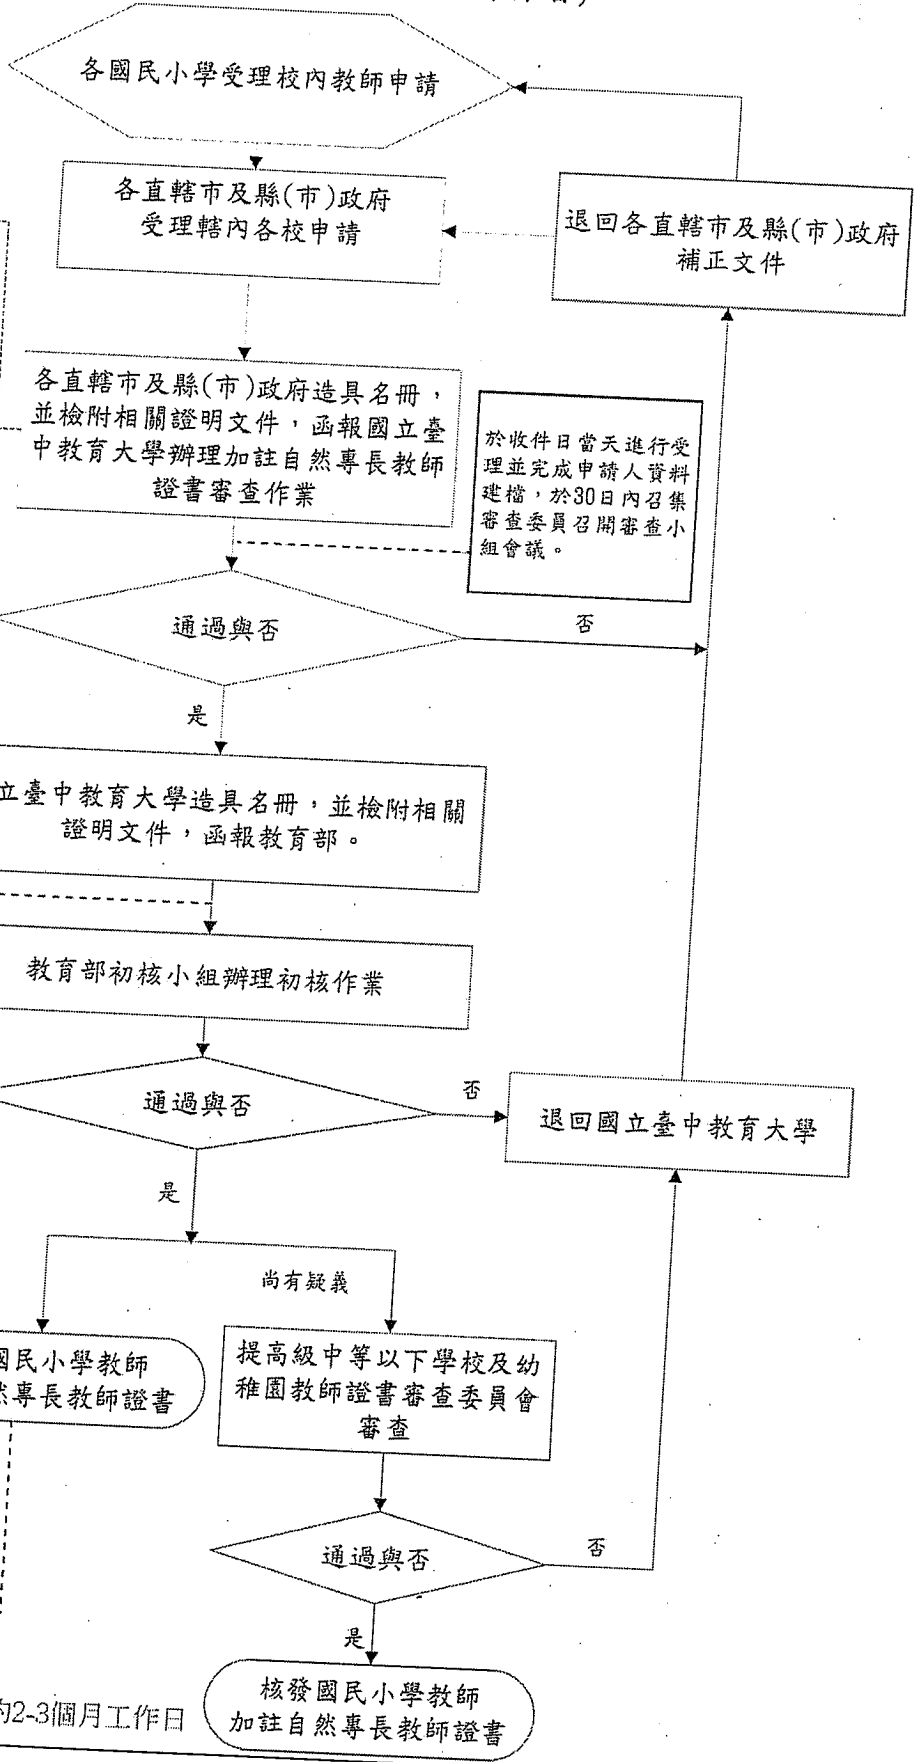 各國民小學受理校內教師申請
各直轄市及縣(市)政府
受理轄內各校申請
退回各直轄市及縣(市)政府
補正文件
各直轄市及縣(市)政府造具名冊，
並檢附相關證明文件，函報國立臺
中教育大學辦理加註自然專長教師
證書審查作業
於收件日當天進行受
理並完成申請人資料
建檔，於30日內召集
審查委員召開審查小
組會議。
通過與否
否
是
立臺中教育大學造具名冊，並檢附相關
證明文件，函報教育部。
教育部初核小組辦理初核作業
通過與否
否
退回國立臺中教育大學
是
尚有疑義
國民小學教師
然專長教師證書
提高級中等以下學校及幼
稚園教師證書審查委員會
審查
通過與否
否
是
核發國民小學教師
加註自然專長教師證書
約2-3個月工作日